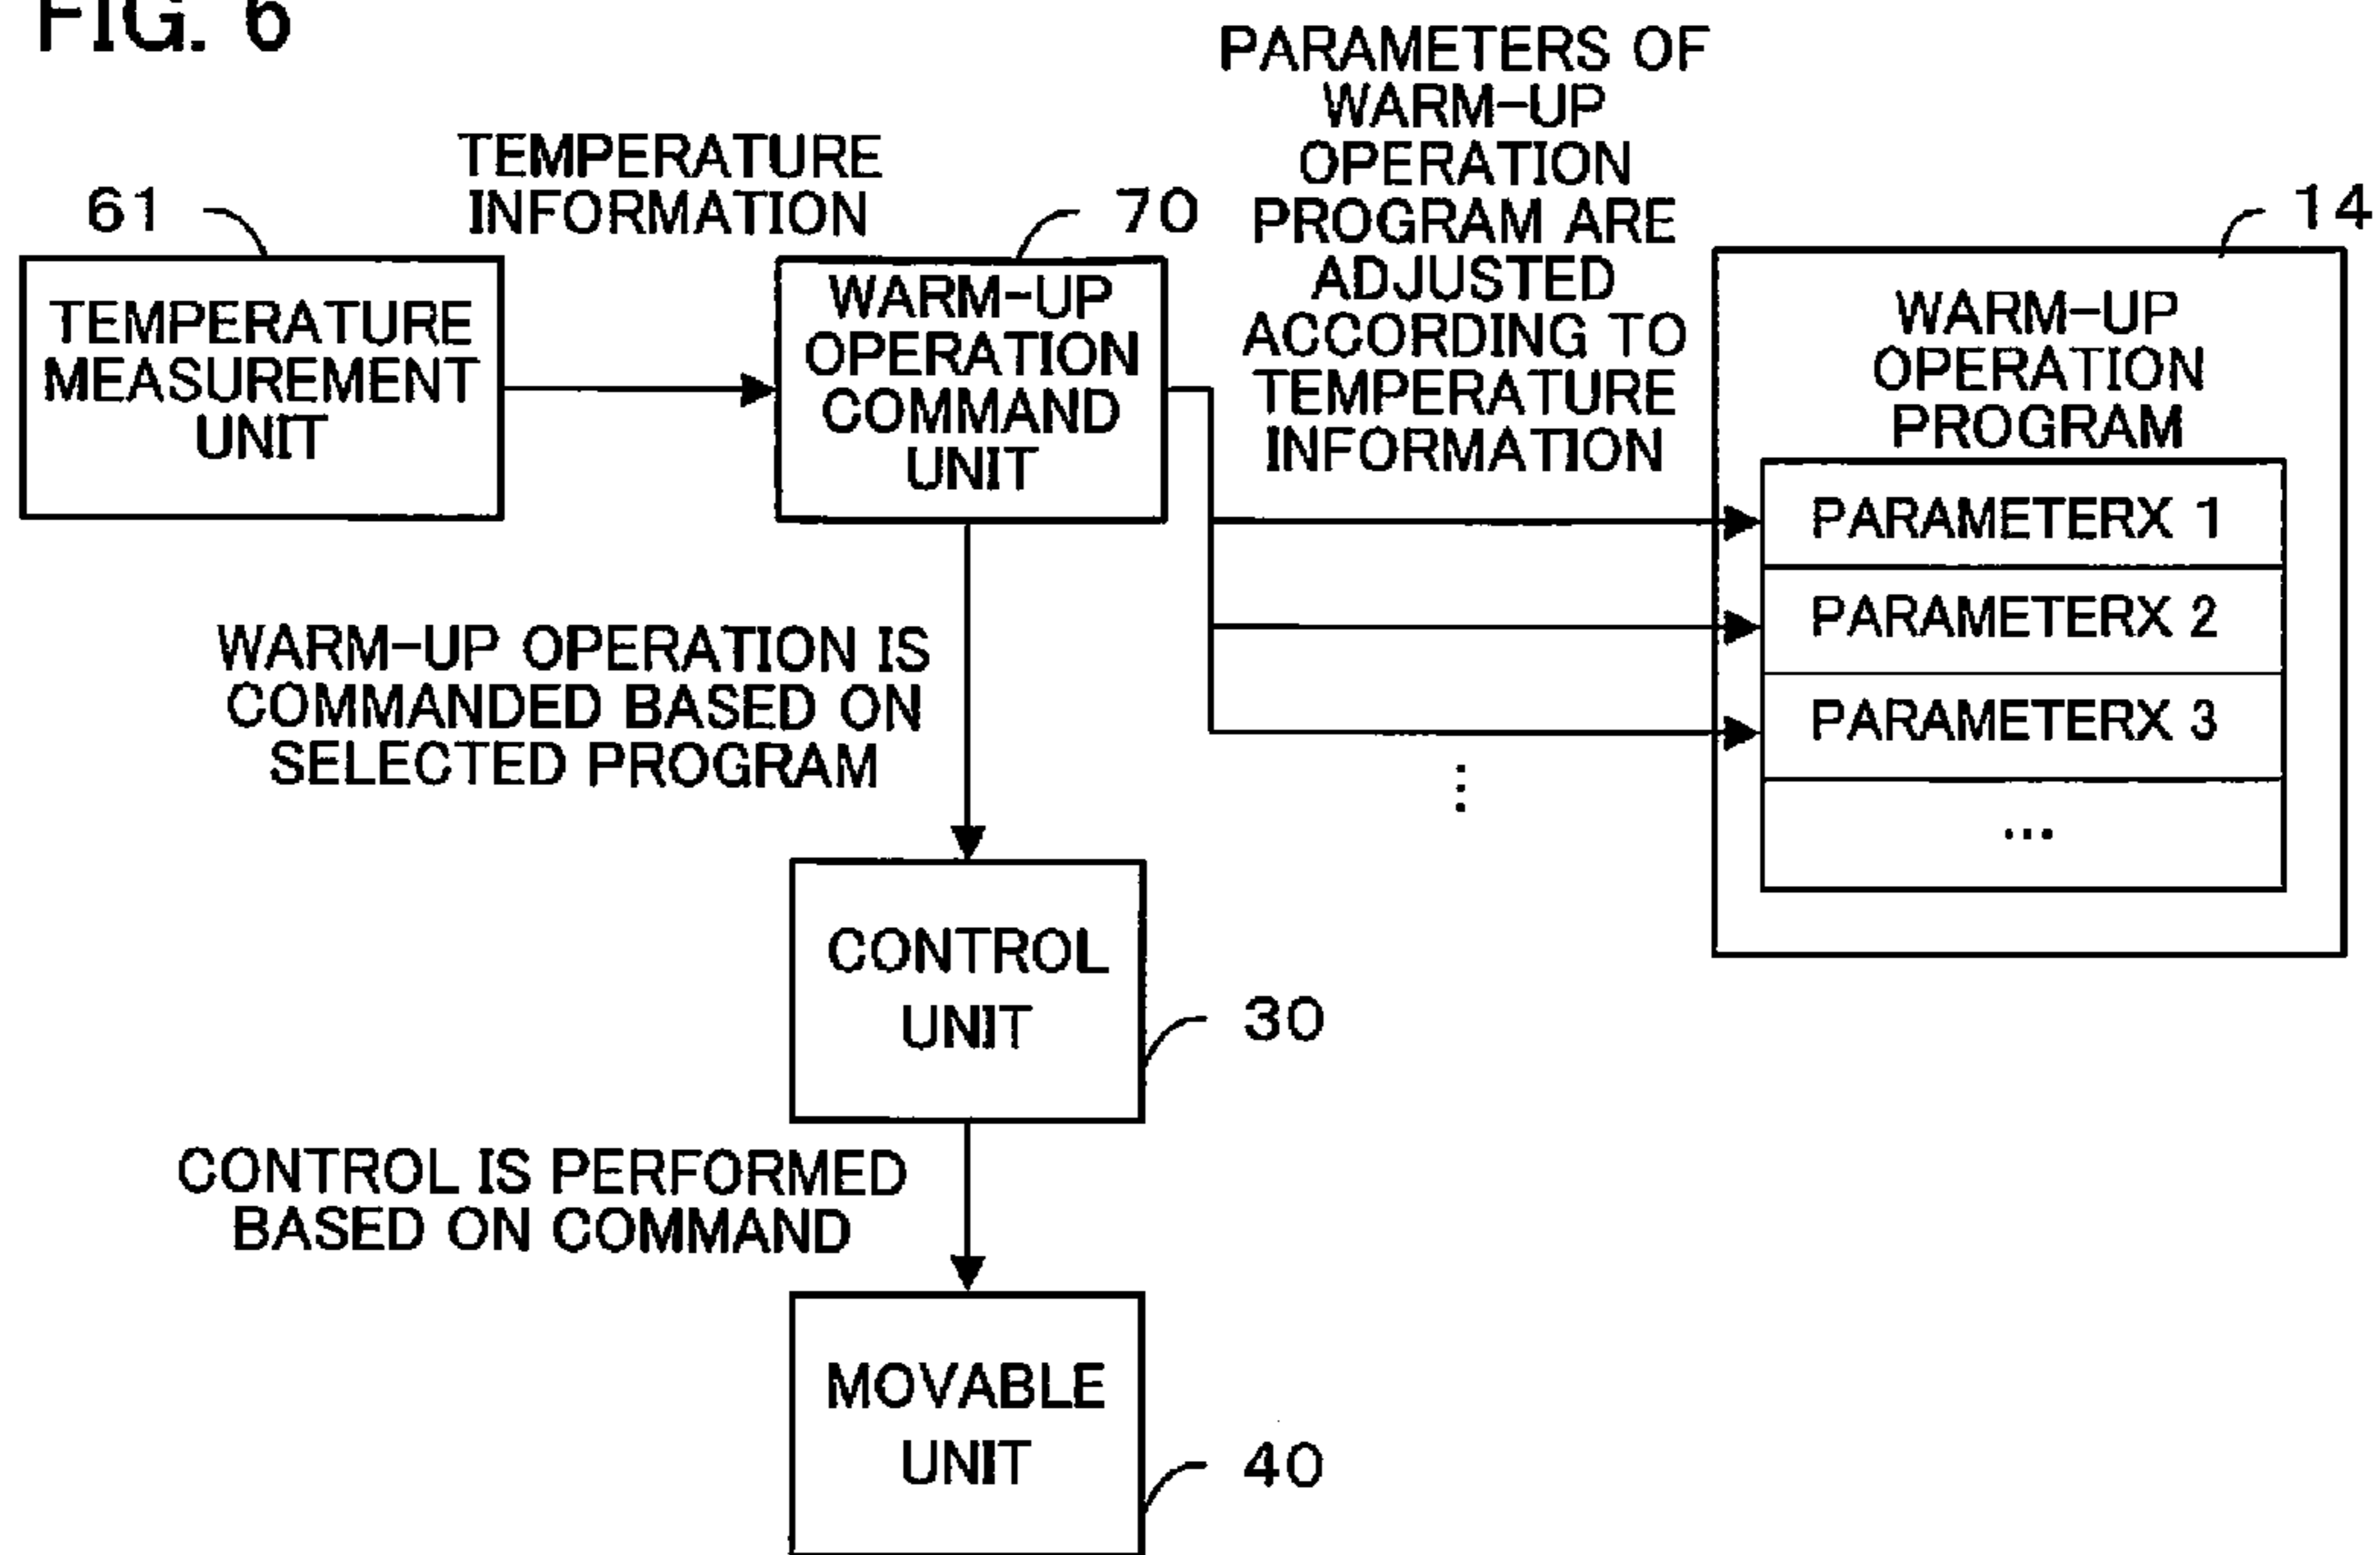 FIG. 6
61
TEMPERATURE
INFORMATION
70
PARAMETERS OF
WARM-UP
OPERATION
PROGRAM ARE
ADJUSTED
ACCORDING TO
TEMPERATURE
INFORMATION
14
TEMPERATURE
MEASUREMENT
UNIT
WARM-UP
OPERATION
COMMAND
UNIT
WARM-UP
OPERATION
PROGRAM
PARAMETERX 1
PARAMETERX 2
PARAMETERX 3
...
⋮
WARM-UP OPERATION IS
COMMANDED BASED ON
SELECTED PROGRAM
CONTROL
UNIT
30
CONTROL IS PERFORMED
BASED ON COMMAND
MOVABLE
UNIT
40